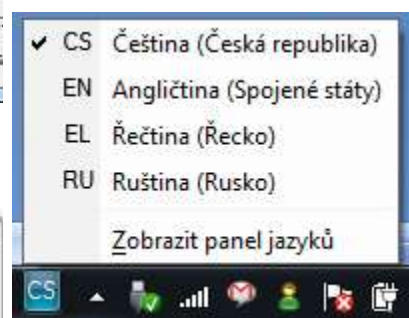 CS Čeština (Česká republika)
EN Angličtina (Spojené státy)
EL Řečtina (Řecko)
RU Ruština (Rusko)
Zobrazit panel jazyků
CS